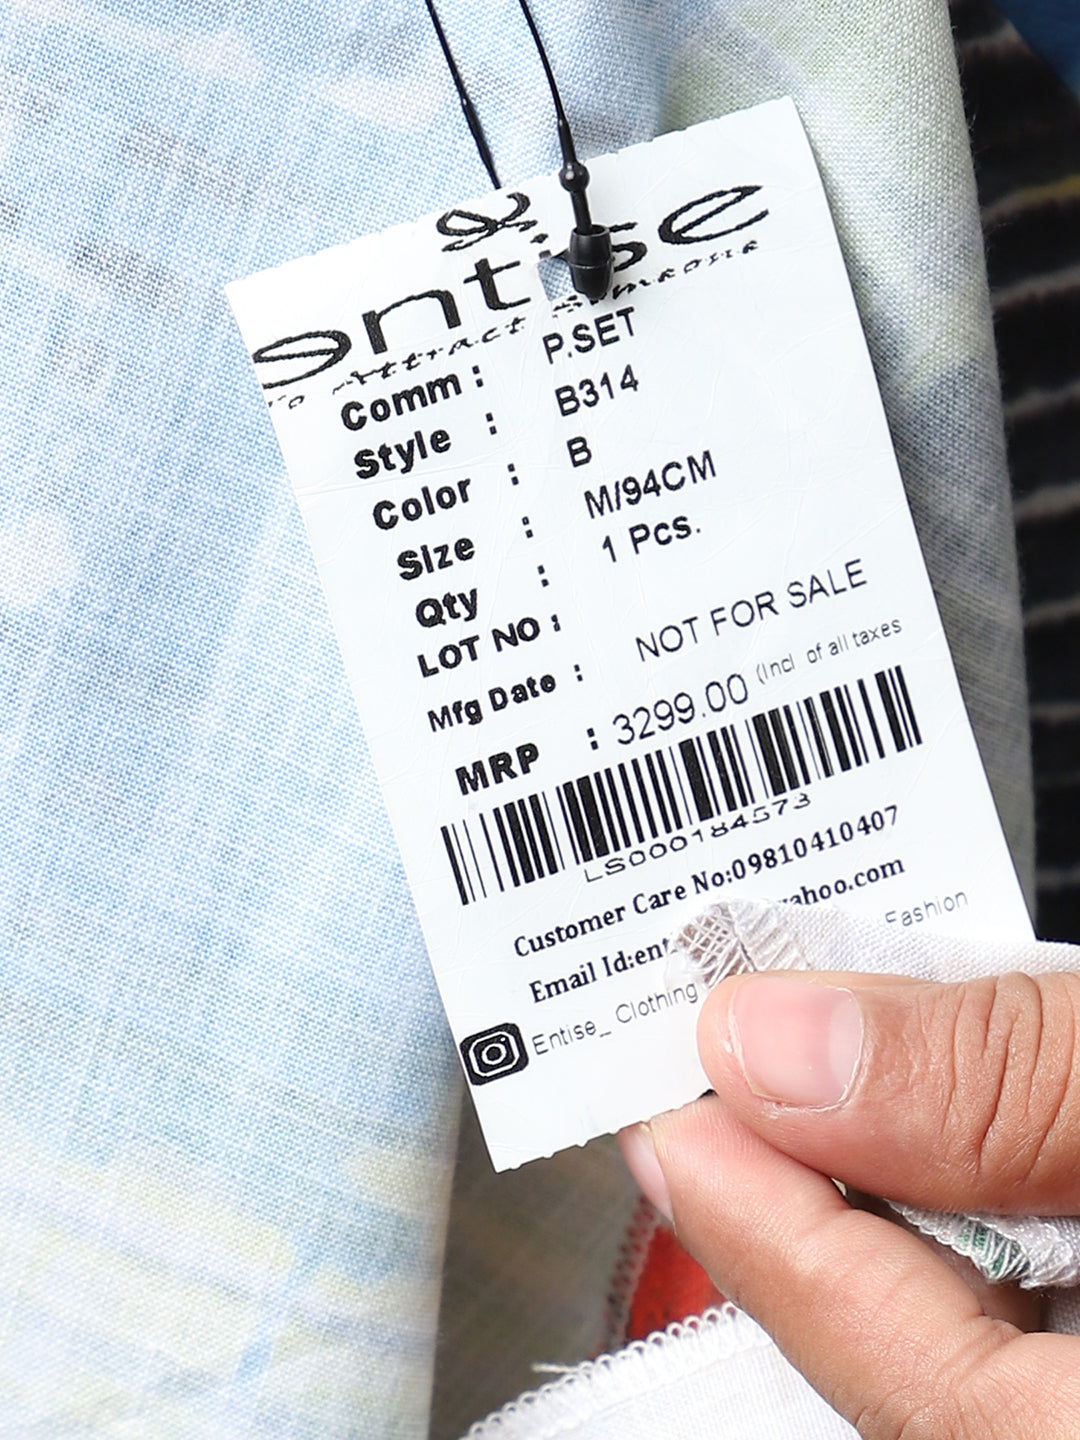 entise
To Attract Someone
Comm : P.SET
Style : B314
Color : B
Size : M/94CM
Qty : 1 Pcs.
LOT NO :
Mfg Date : NOT FOR SALE
MRP : 3299.00 (Incl of all taxes
LS000184573
Customer Care No:09810410407
Email Id:ent yahoo.com
Entise_ Clothing Fashion